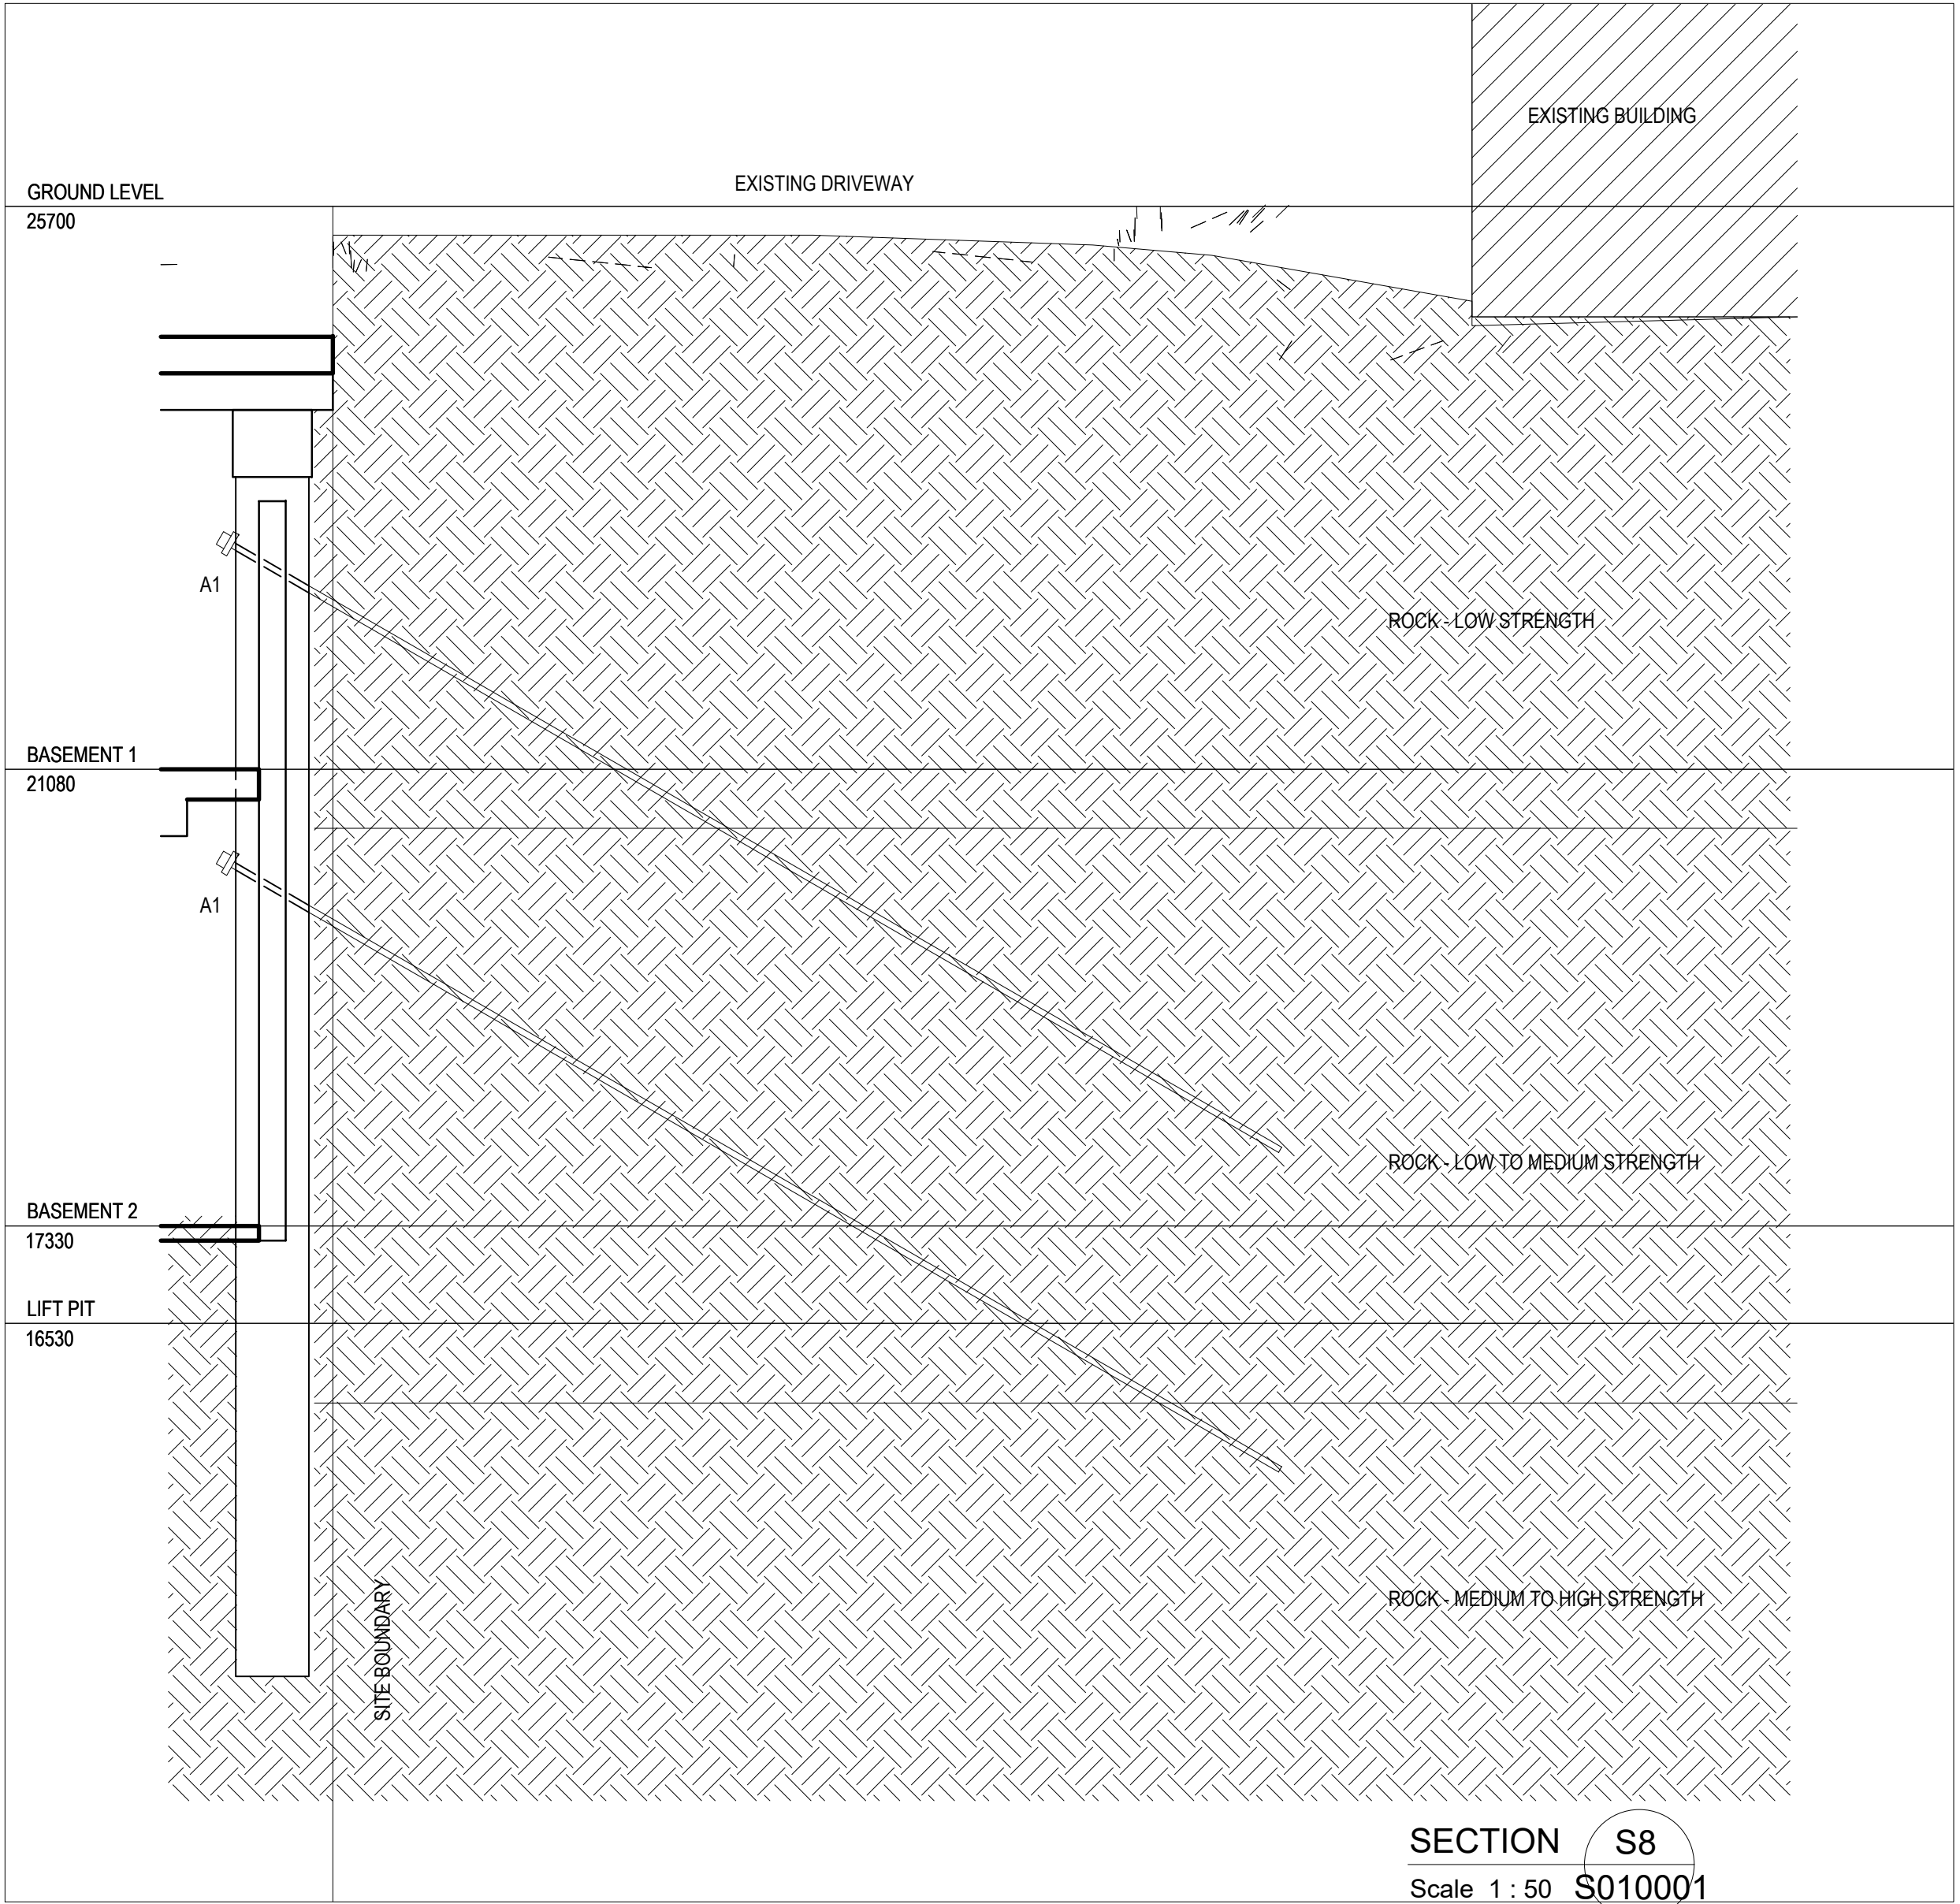 EXISTING BUILDING
EXISTING DRIVEWAY
GROUND LEVEL
25700
A1
ROCK - LOW STRENGTH
BASEMENT 1
21080
A1
ROCK - LOW TO MEDIUM STRENGTH
BASEMENT 2
17330
LIFT PIT
16530
SITE BOUNDARY
ROCK - MEDIUM TO HIGH STRENGTH
SECTION S8
Scale 1 : 50 S010001